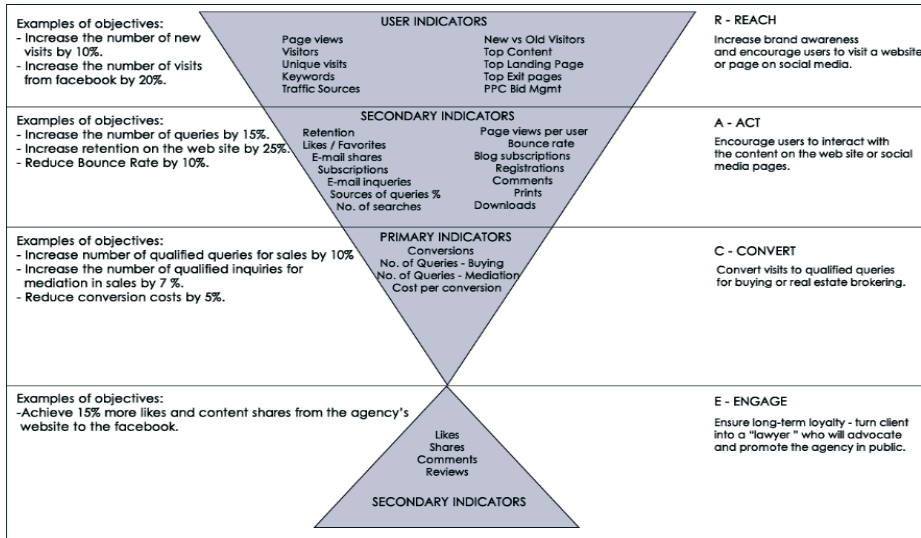 Examples of objectives:
- Increase the number of new
visits by 10%.
- Increase the number of visits
from facebook by 20%.
USER INDICATORS
Page views
Visitors
Unique visits
Keywords
Traffic Sources
New vs Old Visitors
Top Content
Top Landing Page
Top Exit pages
PPC Bid Mgmt
R - REACH
Increase brand awareness
and encourage users to visit a website
or page on social media.
Examples of objectives:
- Increase the number of queries by 15%.
- Increase retention on the web site by 25%.
- Reduce Bounce Rate by 10%.
SECONDARY INDICATORS
Retention
Likes / Favorites
E-mail shares
Subscriptions
E-mail inqueries
Sources of queries %
No. of searches
Page views per user
Bounce rate
Blog subscriptions
Registrations
Comments
Prints
Downloads
A - ACT
Encourage users to interact with
the content on the web site or social
media pages.
Examples of objectives:
- Increase number of qualified queries for sales by 10%
- Increase the number of qualified inquiries for
mediation in sales by 7 %.
- Reduce conversion costs by 5%.
PRIMARY INDICATORS
Conversions
No. of Queries - Buying
No. of Queries - Mediation
Cost per conversion
C - CONVERT
Convert visits to qualified queries
for buying or real estate brokering.
Examples of objectives:
-Achieve 15% more likes and content shares from the agency's
website to the facebook.
Likes
Shares
Comments
Reviews
SECONDARY INDICATORS
E - ENGAGE
Ensure long-term loyalty - turn client
into a "lawyer " who will advocate
and promote the agency in public.